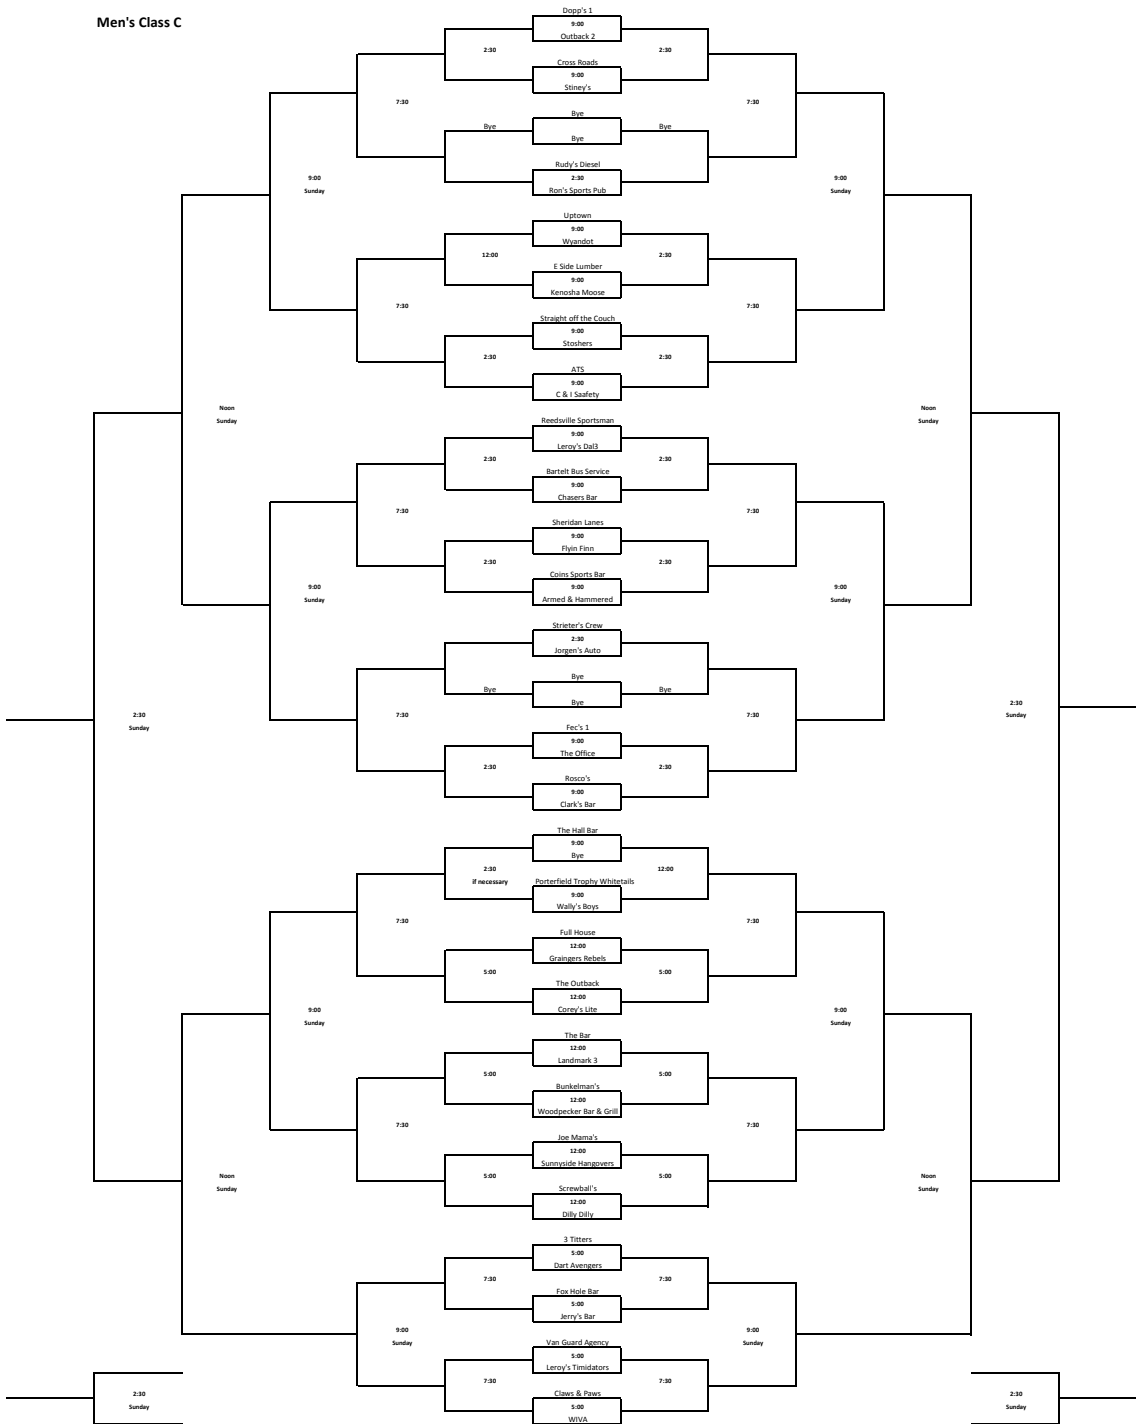 Men's Class C
Dopp's 1
9:00
Outback 2
2:30
2:30
Cross Roads
9:00
Stiney's
7:30
7:30
Bye
Bye
Bye
Bye
Rudy's Diesel
2:30
Ron's Sports Pub
9:00
Sunday
9:00
Sunday
Uptown
9:00
Wyandot
12:00
2:30
E Side Lumber
9:00
Kenosha Moose
7:30
7:30
Straight off the Couch
9:00
Stoshers
2:30
2:30
ATS
9:00
C & I Saafety
Noon
Sunday
Noon
Sunday
Reedsville Sportsman
9:00
Leroy's Dal3
2:30
2:30
Bartelt Bus Service
9:00
Chasers Bar
7:30
7:30
Sheridan Lanes
9:00
Flyin Finn
2:30
2:30
Coins Sports Bar
9:00
Armed & Hammered
9:00
Sunday
9:00
Sunday
Strieter's Crew
2:30
Jorgen's Auto
Bye
Bye
Bye
Bye
7:30
7:30
2:30
Sunday
2:30
Sunday
Fec's 1
9:00
The Office
2:30
2:30
Rosco's
9:00
Clark's Bar
The Hall Bar
9:00
Bye
2:30
if necessary
12:00
Porterfield Trophy Whitetails
9:00
Wally's Boys
7:30
7:30
Full House
12:00
Graingers Rebels
5:00
5:00
The Outback
12:00
Corey's Lite
9:00
Sunday
9:00
Sunday
The Bar
12:00
Landmark 3
5:00
5:00
Bunkelman's
12:00
Woodpecker Bar & Grill
7:30
7:30
Joe Mama's
12:00
Sunnyside Hangovers
5:00
5:00
Noon
Sunday
Noon
Sunday
Screwball's
12:00
Dilly Dilly
3 Titters
5:00
Dart Avengers
7:30
7:30
Fox Hole Bar
5:00
Jerry's Bar
9:00
Sunday
9:00
Sunday
Van Guard Agency
5:00
Leroy's Timidators
7:30
7:30
Claws & Paws
5:00
WIVA
2:30
Sunday
2:30
Sunday